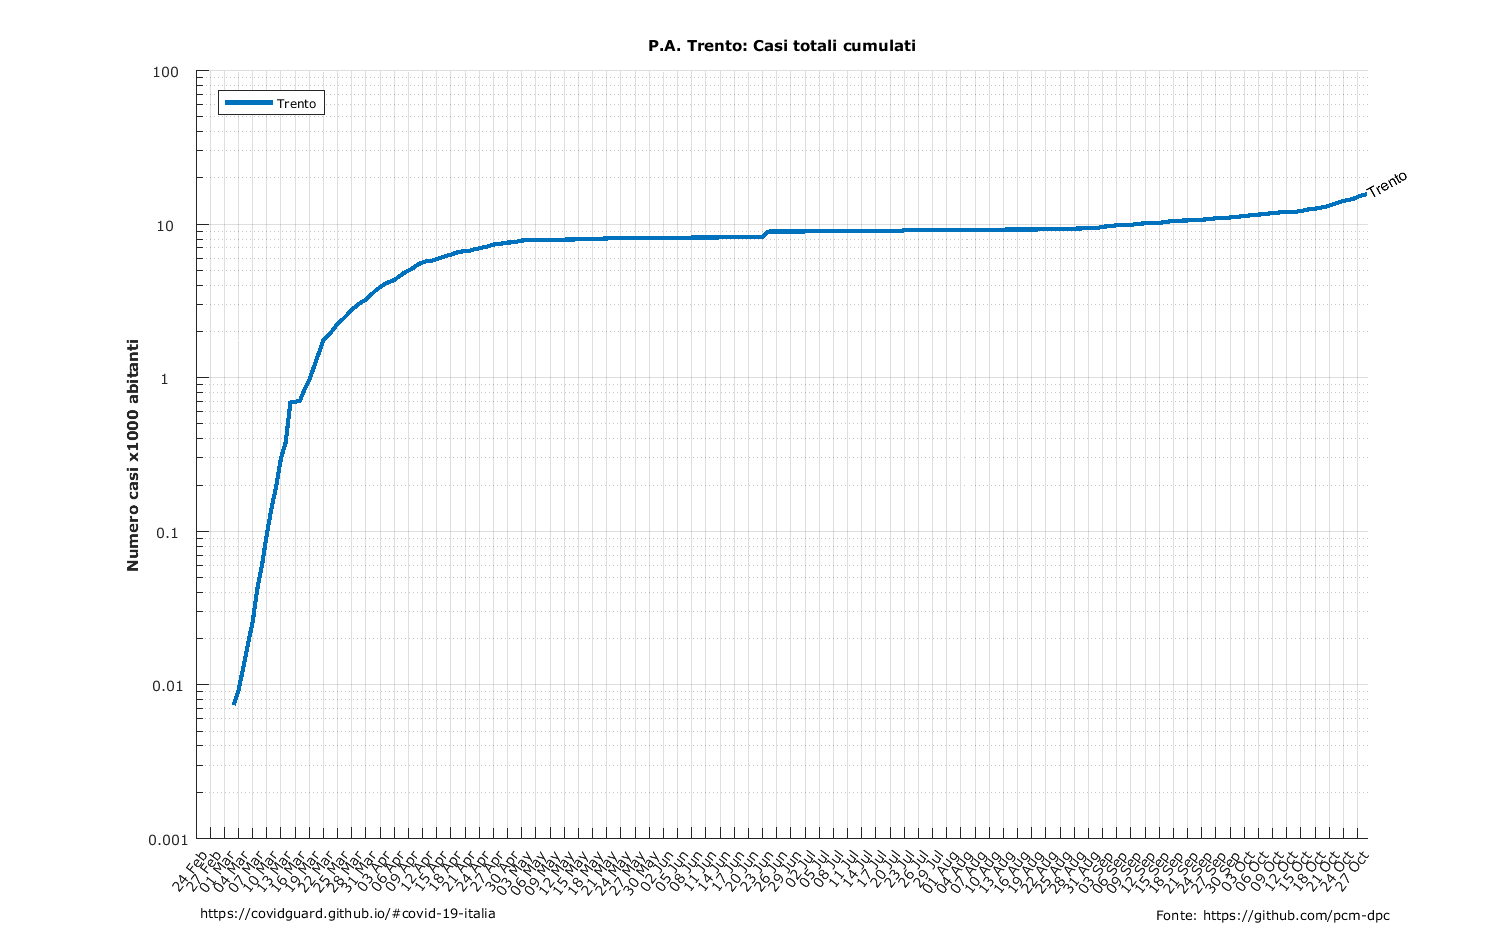 P.A. Trento: Casi totali cumulati
100
10
1
0.1
0.01
0.001
Numero casi x1000 abitanti
Trento
Trento
24 Feb
27 Feb
01 Mar
04 Mar
07 Mar
10 Mar
13 Mar
16 Mar
19 Mar
22 Mar
25 Mar
28 Mar
31 Mar
03 Apr
06 Apr
09 Apr
12 Apr
15 Apr
18 Apr
21 Apr
24 Apr
27 Apr
30 Apr
03 May
06 May
09 May
12 May
15 May
18 May
21 May
24 May
27 May
30 May
02 Jun
05 Jun
08 Jun
11 Jun
14 Jun
17 Jun
20 Jun
23 Jun
26 Jun
29 Jun
02 Jul
05 Jul
08 Jul
11 Jul
14 Jul
17 Jul
20 Jul
23 Jul
26 Jul
29 Jul
01 Aug
04 Aug
07 Aug
10 Aug
13 Aug
16 Aug
19 Aug
22 Aug
25 Aug
28 Aug
31 Aug
03 Sep
06 Sep
09 Sep
12 Sep
15 Sep
18 Sep
21 Sep
24 Sep
27 Sep
30 Sep
03 Oct
06 Oct
09 Oct
12 Oct
15 Oct
18 Oct
21 Oct
24 Oct
27 Oct
https://covidguard.github.io/#covid-19-italia
Fonte: https://github.com/pcm-dpc